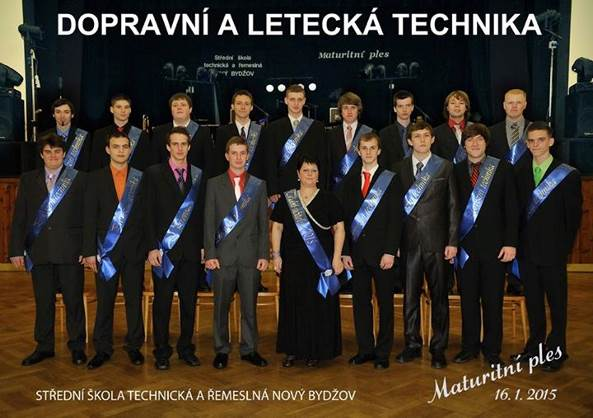 DOPRAVNÍ A LETECKÁ TECHNIKA
Střední škola
technická a řemeslná
NOVÝ BYDŽOV
Maturitní ples
STŘEDNÍ ŠKOLA TECHNICKÁ A ŘEMESLNÁ NOVÝ BYDŽOV
Maturitní ples
16. 1. 2015